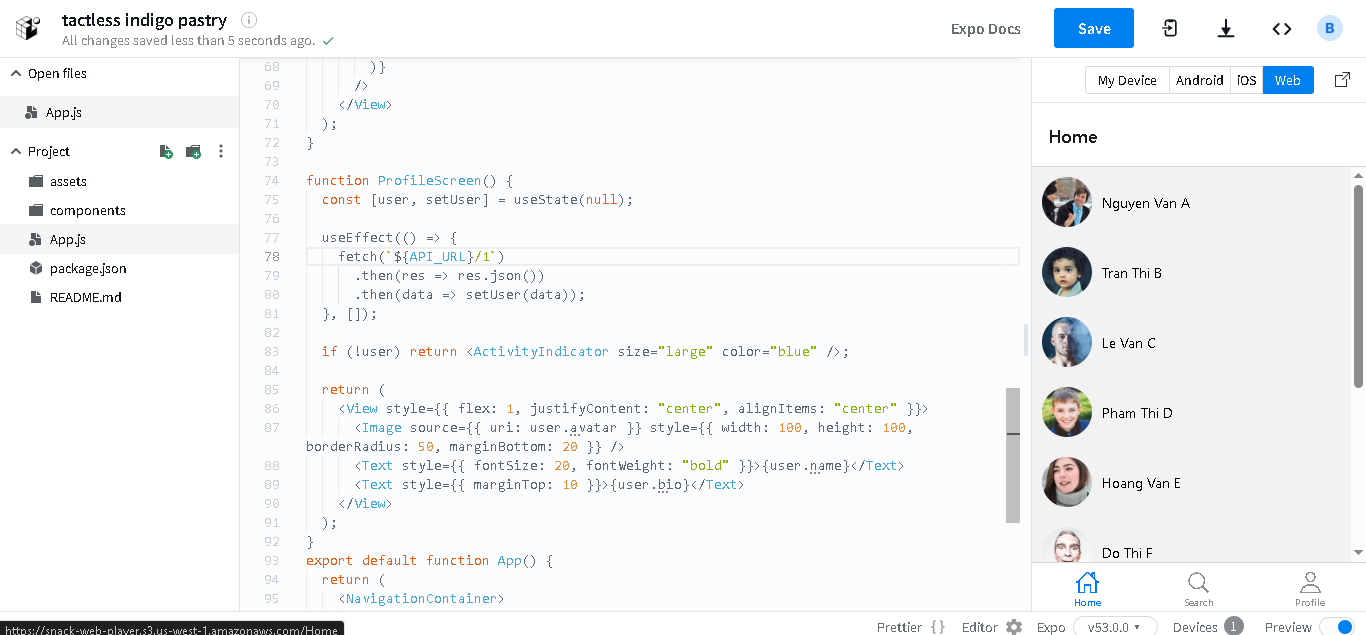 tactless indigo pastry
All changes saved less than 5 seconds ago.
Expo Docs
Save
B
Open files
App.js
Project
assets
components
App.js
package.json
README.md
68 )}
69 />
70 </View>
71 );
72 }
73
74 function ProfileScreen() {
75 const [user, setUser] = useState(null);
76
77 useEffect(() => {
78 fetch(`${API_URL}/1`)
79 .then(res => res.json())
80 .then(data => setUser(data));
81 }, []);
82
83 if (!user) return <ActivityIndicator size="large" color="blue" />;
84
85 return (
86 <View style={{ flex: 1, justifyContent: "center", alignItems: "center" }}>
87 <Image source={{ uri: user.avatar }} style={{ width: 100, height: 100,
borderRadius: 50, marginBottom: 20 }} />
88 <Text style={{ fontSize: 20, fontWeight: "bold" }}>{user.name}</Text>
89 <Text style={{ marginTop: 10 }}>{user.bio}</Text>
90 </View>
91 );
92 }
93 export default function App() {
94 return (
95 <NavigationContainer>
My Device Android iOS Web
Home
Nguyen Van A
Tran Thi B
Le Van C
Pham Thi D
Hoang Van E
Do Thi F
Home Search Profile
https://snack-web-player.s3.us-west-1.amazonaws.com/Home
Prettier {} Editor Expo v53.0.0 Devices 1 Preview